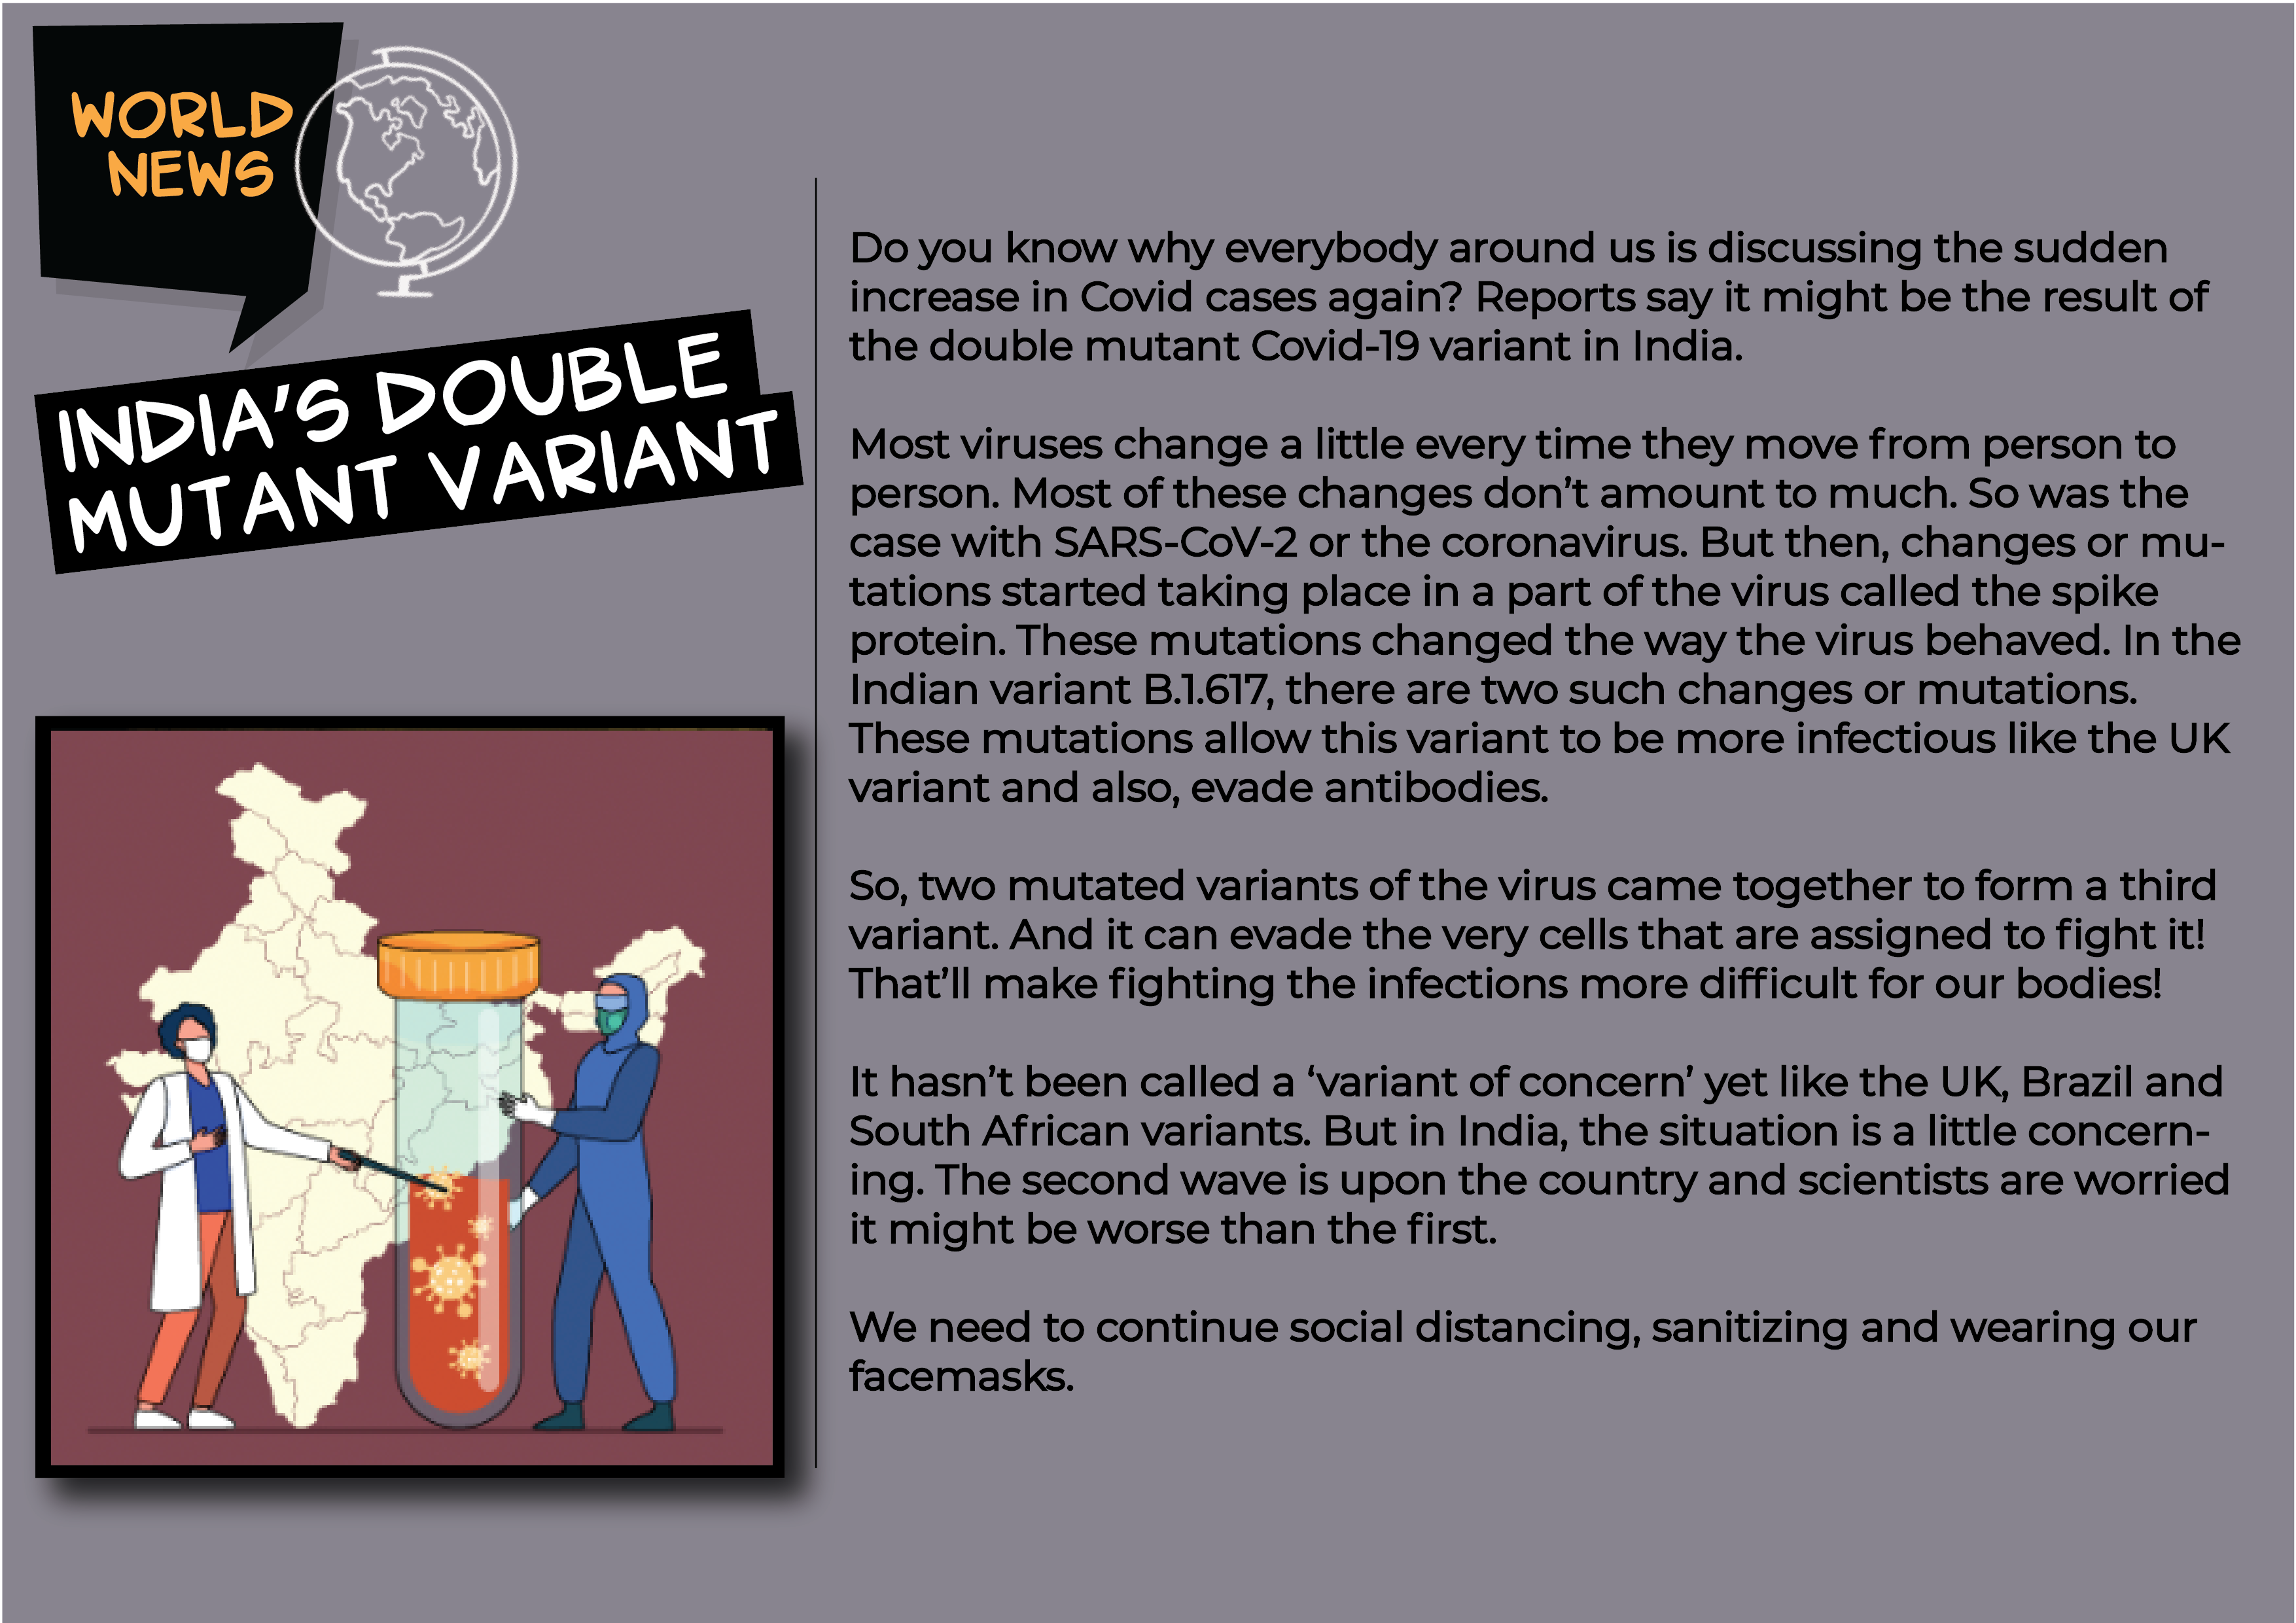 WORLD
NEWS
INDIA'S DOUBLE
MUTANT VARIANT
Do you know why everybody around us is discussing the sudden
increase in Covid cases again? Reports say it might be the result of
the double mutant Covid-19 variant in India.
Most viruses change a little every time they move from person to
person. Most of these changes don’t amount to much. So was the
case with SARS-CoV-2 or the coronavirus. But then, changes or mu-
tations started taking place in a part of the virus called the spike
protein. These mutations changed the way the virus behaved. In the
Indian variant B.1.617, there are two such changes or mutations.
These mutations allow this variant to be more infectious like the UK
variant and also, evade antibodies.
So, two mutated variants of the virus came together to form a third
variant. And it can evade the very cells that are assigned to fight it!
That’ll make fighting the infections more difficult for our bodies!
It hasn’t been called a ‘variant of concern’ yet like the UK, Brazil and
South African variants. But in India, the situation is a little concern-
ing. The second wave is upon the country and scientists are worried
it might be worse than the first.
We need to continue social distancing, sanitizing and wearing our
facemasks.